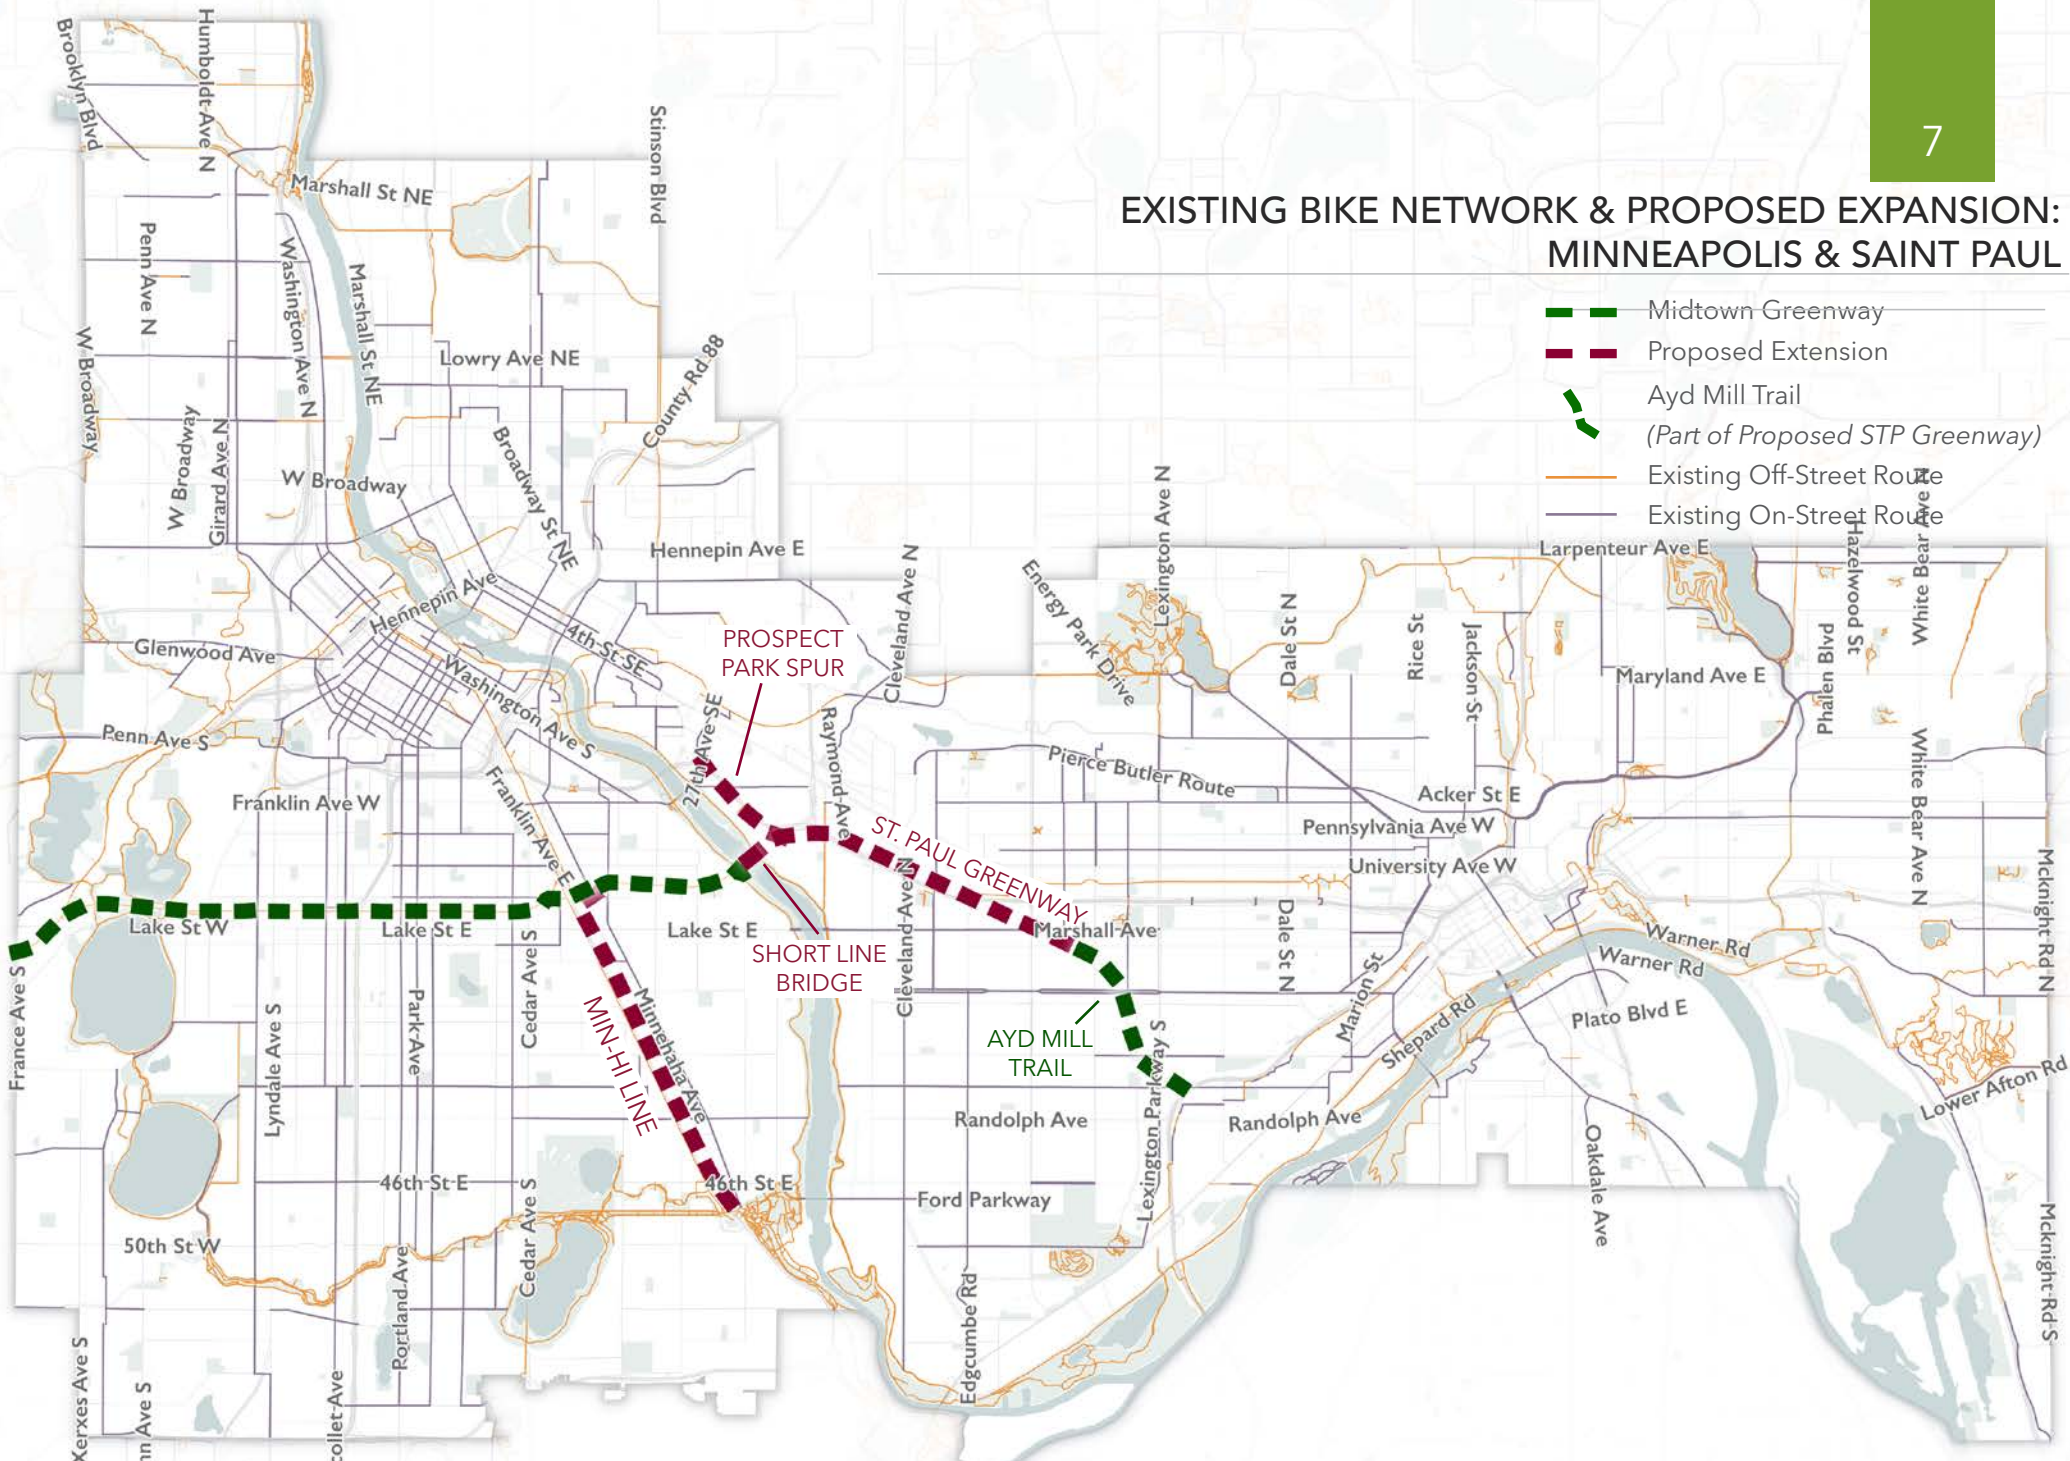 7
EXISTING BIKE NETWORK & PROPOSED EXPANSION:
MINNEAPOLIS & SAINT PAUL
Midtown Greenway
Proposed Extension
Ayd Mill Trail
(Part of Proposed STP Greenway)
Existing Off-Street Route
Existing On-Street Route
Brooklyn Blvd
Humboldt Ave N
Stinson Blvd
Marshall St NE
Penn Ave N
Washington Ave N
Marshall St NE
W Broadway
Lowry Ave NE
County Rd 88
W Broadway
Girard Ave N
W Broadway
Broadway St NE
Hennepin Ave E
Hennepin Ave
Glenwood Ave
4th St SE
Washington Ave S
Penn Ave S
PROSPECT
PARK SPUR
27th Ave SE
Raymond Ave
Cleveland Ave N
Energy Park Drive
Lexington Ave N
Larpenteur Ave E
Hazelwood St
White Bear Ave N
Dale St N
Rice St
Jackson St
Maryland Ave E
Phalen Blvd
Pierce Butler Route
Acker St E
Pennsylvania Ave W
University Ave W
White Bear Ave N
Mcknight Rd N
Franklin Ave W
Franklin Ave E
ST. PAUL GREENWAY
Cleveland Ave N
Marshall Ave
Lake St W
Lake St E
Lake St E
SHORT LINE
BRIDGE
Cedar Ave S
Dale St N
Marion St
Warner Rd
Warner Rd
Shepard Rd
Plato Blvd E
France Ave S
Lyndale Ave S
Park Ave
MIN-HI LINE
Minnehaha Ave
AYD MILL
TRAIL
Lexington Parkway S
Randolph Ave
Randolph Ave
Lower Afton Rd
Oakdale Ave
46th St E
46th St E
Ford Parkway
Cedar Ave S
50th St W
Portland Ave
Edgcumbe Rd
Mcknight Rd S
Xerxes Ave S
nn Ave S
collet Ave